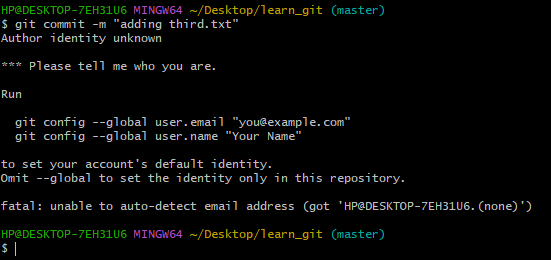 HP@DESKTOP-7EH31U6 MINGW64 ~/Desktop/learn_git (master)
$ git commit -m "adding third.txt"
Author identity unknown
*** Please tell me who you are.
Run
git config --global user.email "you@example.com"
git config --global user.name "Your Name"
to set your account's default identity.
Omit --global to set the identity only in this repository.
fatal: unable to auto-detect email address (got 'HP@DESKTOP-7EH31U6.(none)')
HP@DESKTOP-7EH31U6 MINGW64 ~/Desktop/learn_git (master)
$